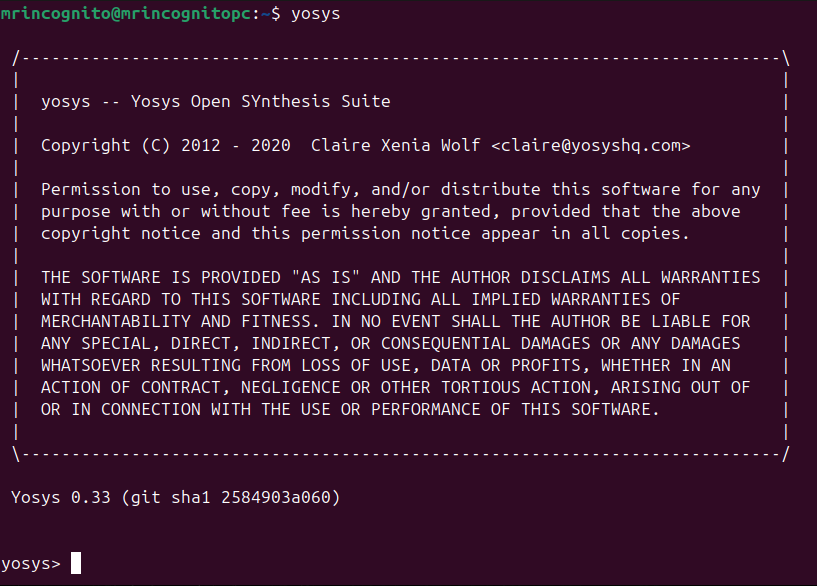 mrincognito@mrincognitopc:~$ yosys
/----------------------------------------------------------------------------\
|                                                                            |
|  yosys -- Yosys Open SYnthesis Suite                                       |
|                                                                            |
|  Copyright (C) 2012 - 2020  Claire Xenia Wolf <claire@yosyshq.com>         |
|                                                                            |
|  Permission to use, copy, modify, and/or distribute this software for any  |
|  purpose with or without fee is hereby granted, provided that the above    |
|  copyright notice and this permission notice appear in all copies.         |
|                                                                            |
|  THE SOFTWARE IS PROVIDED "AS IS" AND THE AUTHOR DISCLAIMS ALL WARRANTIES  |
|  WITH REGARD TO THIS SOFTWARE INCLUDING ALL IMPLIED WARRANTIES OF          |
|  MERCHANTABILITY AND FITNESS. IN NO EVENT SHALL THE AUTHOR BE LIABLE FOR   |
|  ANY SPECIAL, DIRECT, INDIRECT, OR CONSEQUENTIAL DAMAGES OR ANY DAMAGES    |
|  WHATSOEVER RESULTING FROM LOSS OF USE, DATA OR PROFITS, WHETHER IN AN     |
|  ACTION OF CONTRACT, NEGLIGENCE OR OTHER TORTIOUS ACTION, ARISING OUT OF   |
|  OR IN CONNECTION WITH THE USE OR PERFORMANCE OF THIS SOFTWARE.            |
|                                                                            |
\----------------------------------------------------------------------------/
Yosys 0.33 (git sha1 2584903a060)
yosys>